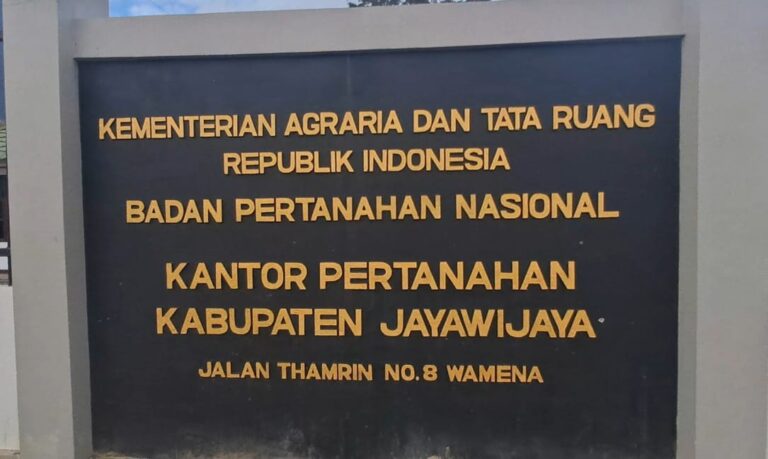 KEMENTERIAN AGRARIA DAN TATA RUANG
REPUBLIK INDONESIA
BADAN PERTANAHAN NASIONAL
KANTOR PERTANAHAN
KABUPATEN JAYAWIJAYA
JALAN THAMRIN NO.8 WAMENA